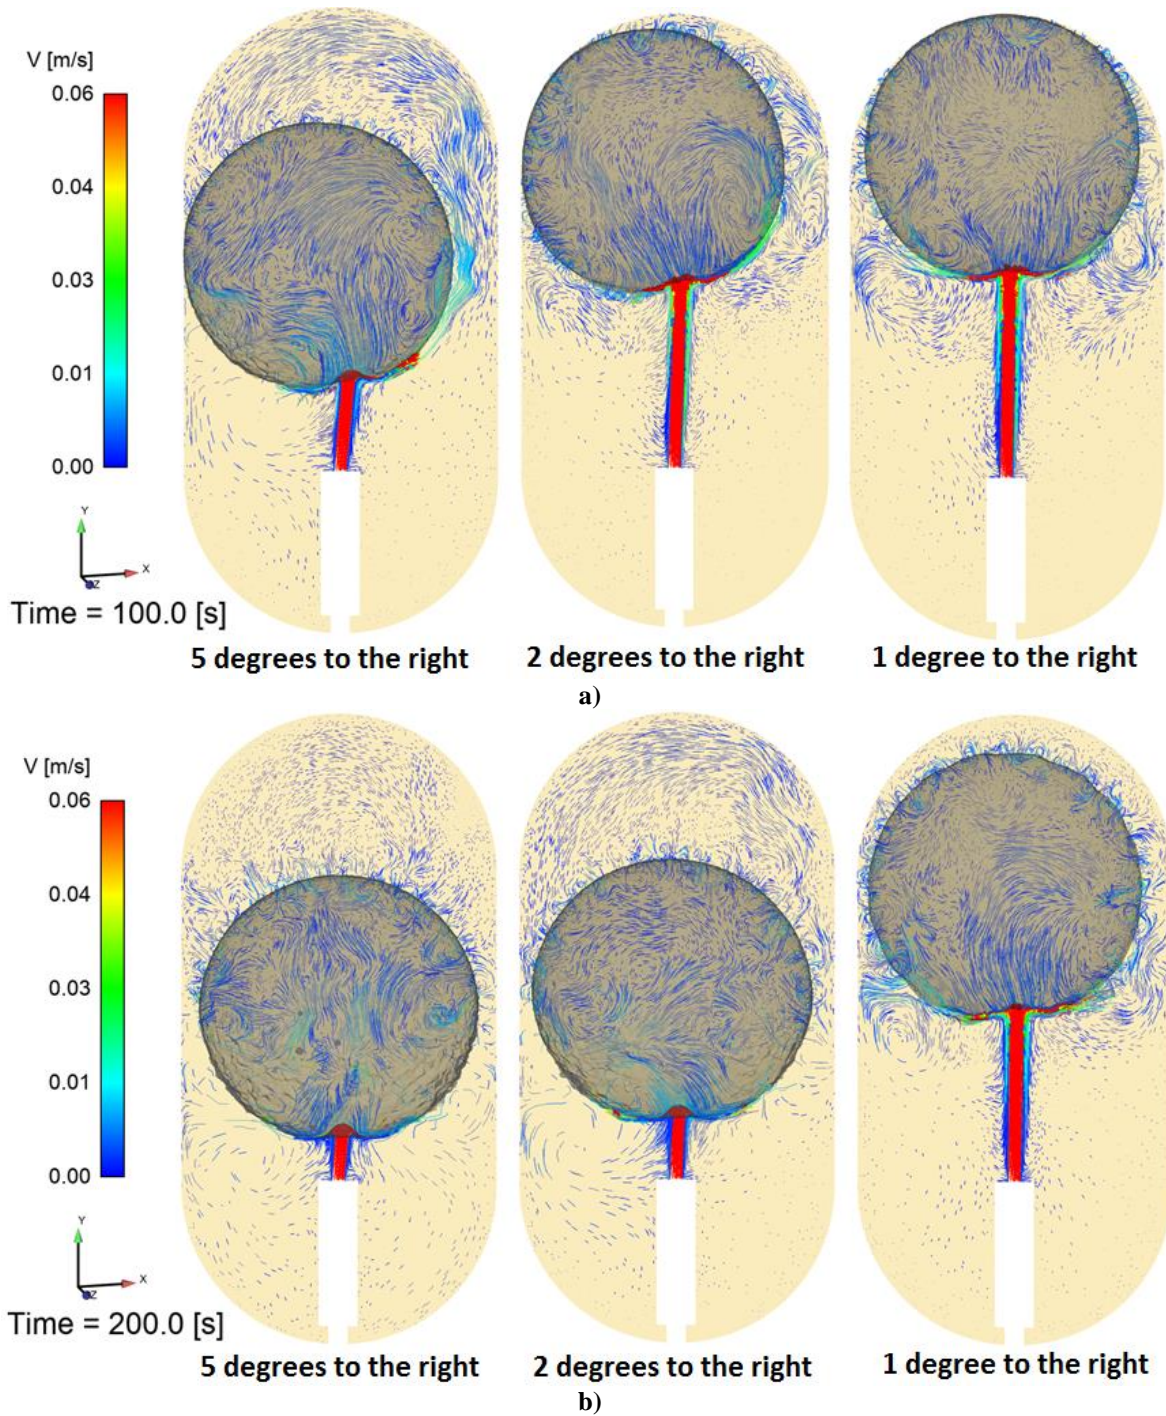 V [m/s]
0.06
0.04
0.03
0.01
0.00
Y
X
Z
Time = 100.0 [s]
5 degrees to the right
2 degrees to the right
1 degree to the right
a)
V [m/s]
0.06
0.04
0.03
0.01
0.00
Y
X
Z
Time = 200.0 [s]
5 degrees to the right
2 degrees to the right
1 degree to the right
b)